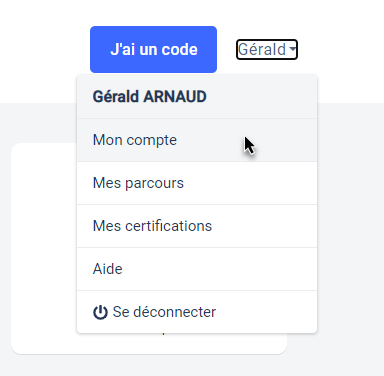 J'ai un code
Gérald
Gérald ARNAUD
Mon compte
Mes parcours
Mes certifications
Aide
Se déconnecter